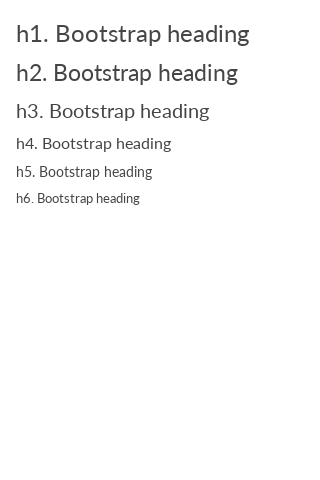 h1. Bootstrap heading
h2. Bootstrap heading
h3. Bootstrap heading
h4. Bootstrap heading
h5. Bootstrap heading
h6. Bootstrap heading